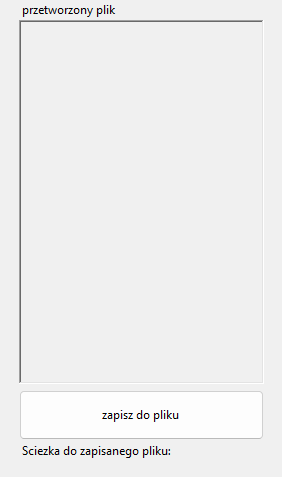 przetworzony plik
zapisz do pliku
Sciezka do zapisanego pliku: